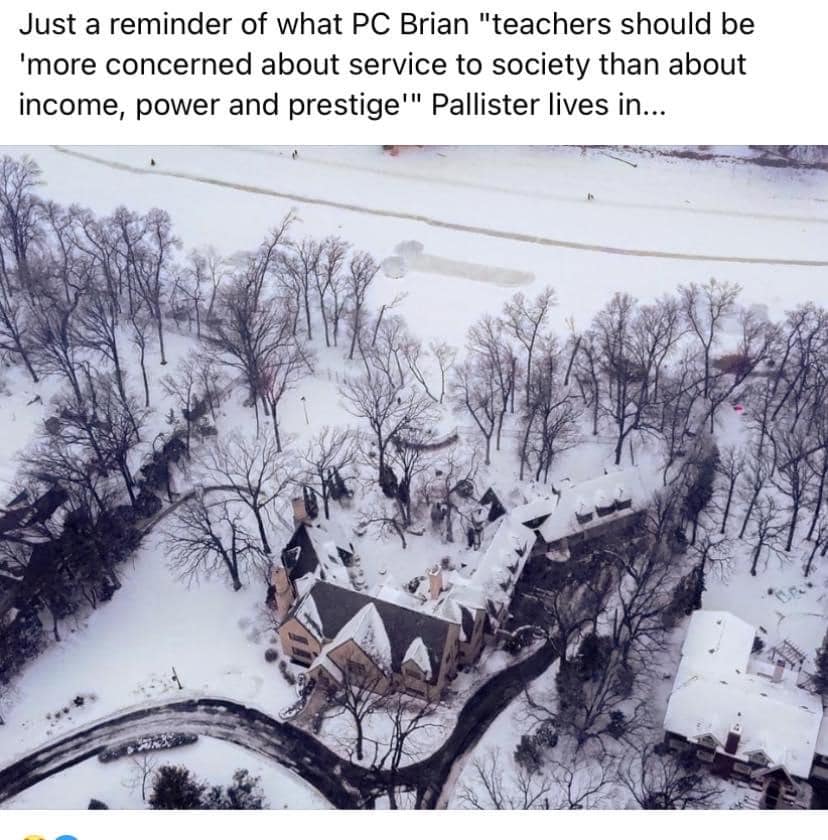 Just a reminder of what PC Brian "teachers should be
'more concerned about service to society than about
income, power and prestige'" Pallister lives in...